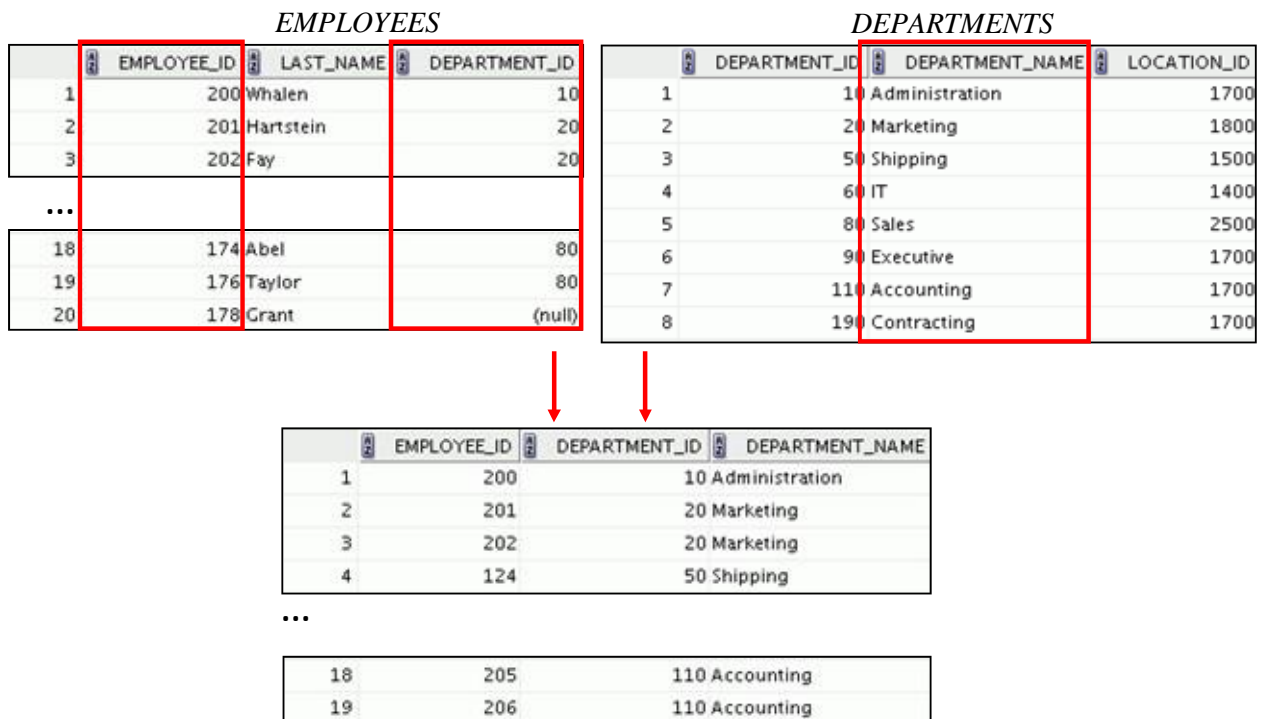 EMPLOYEES
EMPLOYEE_ID LAST_NAME DEPARTMENT_ID
1 200 Whalen 10
2 201 Hartstein 20
3 202 Fay 20
...
18 174 Abel 80
19 176 Taylor 80
20 178 Grant (null)
DEPARTMENTS
DEPARTMENT_ID DEPARTMENT_NAME LOCATION_ID
1 10 Administration 1700
2 20 Marketing 1800
3 50 Shipping 1500
4 60 IT 1400
5 80 Sales 2500
6 90 Executive 1700
7 110 Accounting 1700
8 190 Contracting 1700
EMPLOYEE_ID DEPARTMENT_ID DEPARTMENT_NAME
1 200 10 Administration
2 201 20 Marketing
3 202 20 Marketing
4 124 50 Shipping
...
18 205 110 Accounting
19 206 110 Accounting